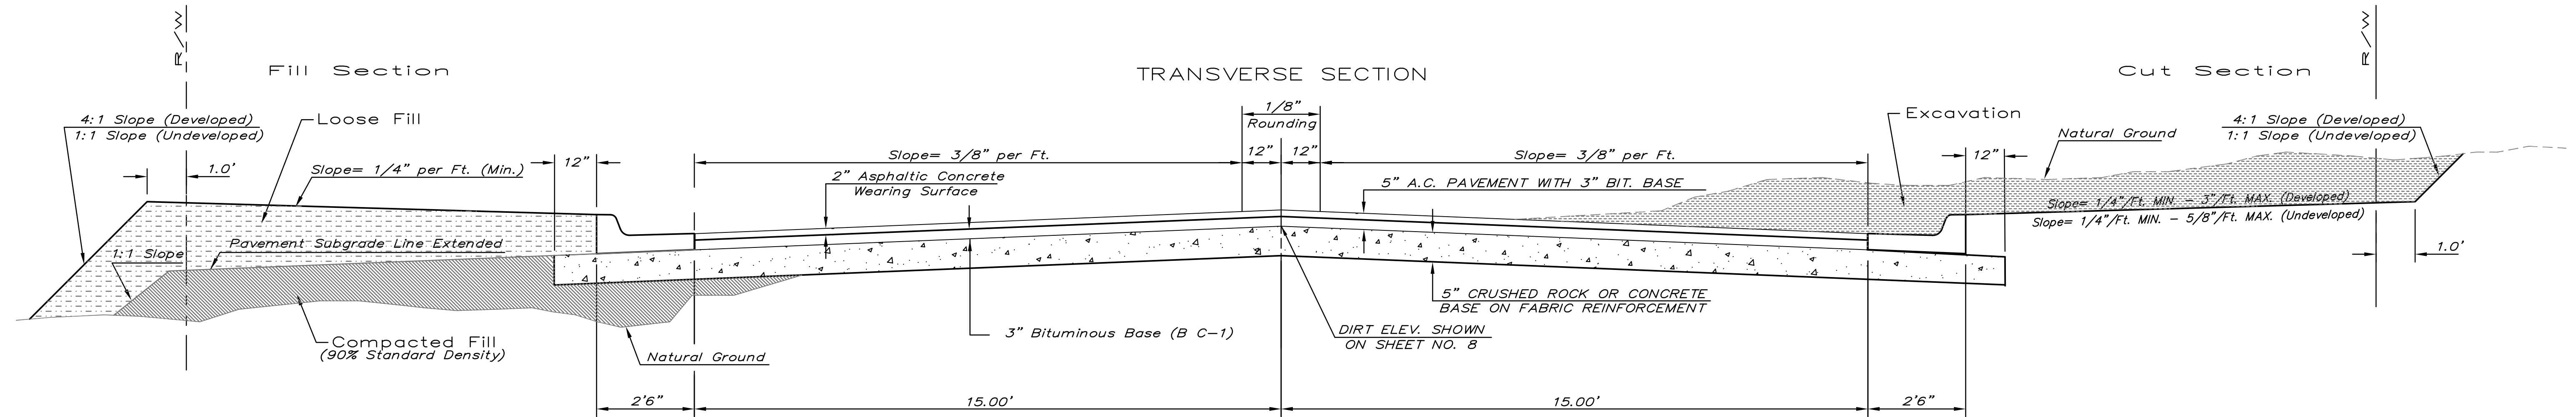 R/W
R/W
Fill Section
TRANSVERSE SECTION
Cut Section
4:1 Slope (Developed)
1:1 Slope (Undeveloped)
Loose Fill
1/8"
Rounding
Excavation
4:1 Slope (Developed)
1:1 Slope (Undeveloped)
Natural Ground
12"
Slope= 3/8" per Ft.
12"
12"
Slope= 3/8" per Ft.
12"
1.0'
Slope= 1/4" per Ft. (Min.)
2" Asphaltic Concrete
Wearing Surface
5" A.C. PAVEMENT WITH 3" BIT. BASE
Slope= 1/4"/Ft. MIN. - 3"/Ft. MAX. (Developed)
Slope= 1/4"/Ft. MIN. - 5/8"/Ft. MAX. (Undeveloped)
Pavement Subgrade Line Extended
1:1 Slope
1.0'
5" CRUSHED ROCK OR CONCRETE
BASE ON FABRIC REINFORCEMENT
3" Bituminous Base (B C-1)
DIRT ELEV. SHOWN
ON SHEET NO. 8
Compacted Fill
(90% Standard Density)
Natural Ground
2'6"
15.00'
15.00'
2'6"